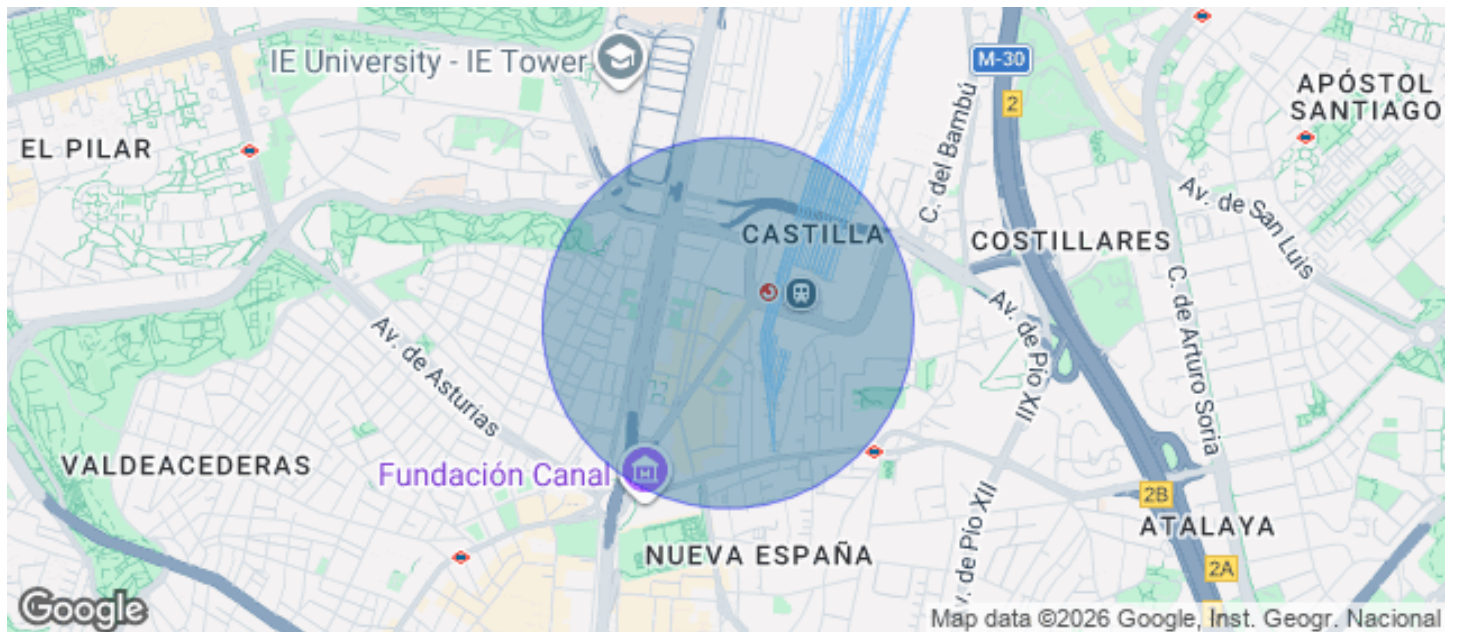 IE University - IE Tower
M-30
2
C. del Bambú
APÓSTOL
SANTIAGO
EL PILAR
Av. de San Luis
CASTILLA
COSTILLARES
C. de Arturo Soria
Av. de Asturias
Av. de Pío XII
VALDEACEDERAS
Fundación Canal
2B
ATALAYA
Av. de Pío XII
NUEVA ESPAÑA
2A
2
Google
Map data ©2026 Google, Inst. Geogr. Nacional